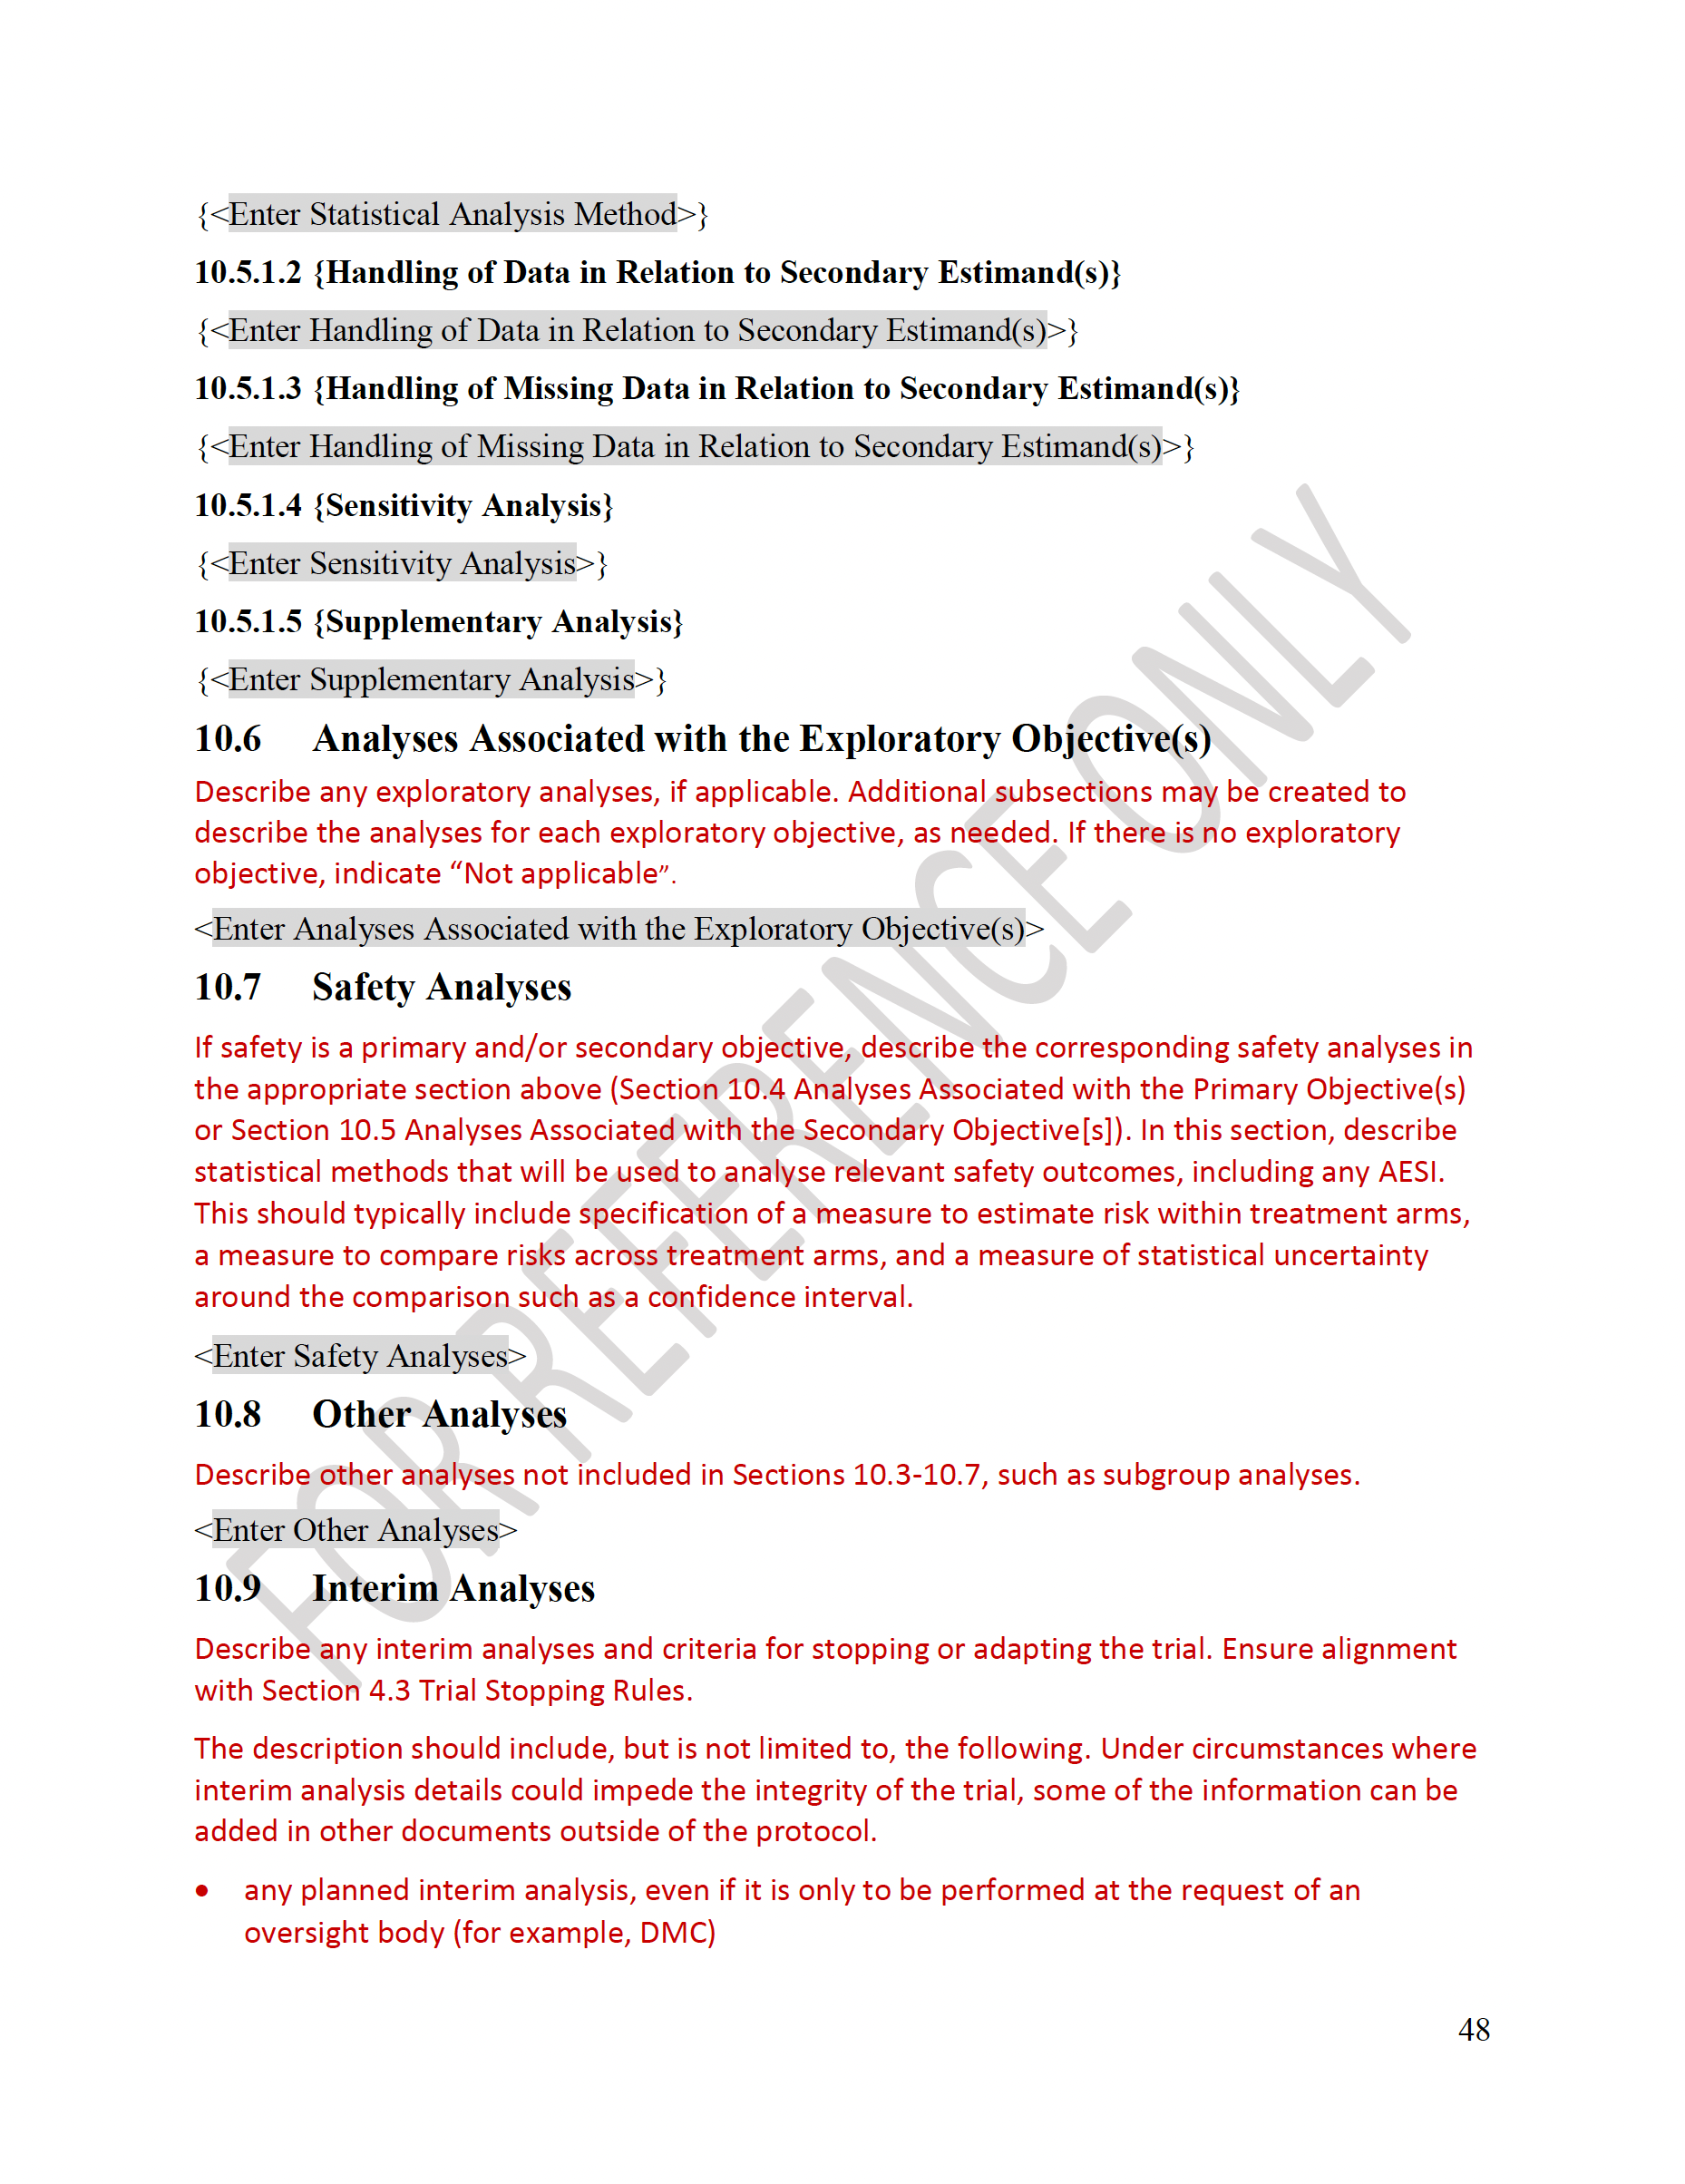 {<Enter Statistical Analysis Method>}
10.5.1.2 {Handling of Data in Relation to Secondary Estimand(s)}
{<Enter Handling of Data in Relation to Secondary Estimand(s)>}
10.5.1.3 {Handling of Missing Data in Relation to Secondary Estimand(s)}
{<Enter Handling of Missing Data in Relation to Secondary Estimand(s)>}
10.5.1.4 {Sensitivity Analysis}
{<Enter Sensitivity Analysis>}
10.5.1.5 {Supplementary Analysis}
{<Enter Supplementary Analysis>}
10.6 Analyses Associated with the Exploratory Objective(s)
Describe any exploratory analyses, if applicable. Additional subsections may be created to
describe the analyses for each exploratory objective, as needed. If there is no exploratory
objective, indicate “Not applicable”.
<Enter Analyses Associated with the Exploratory Objective(s)>
10.7 Safety Analyses
If safety is a primary and/or secondary objective, describe the corresponding safety analyses in
the appropriate section above (Section 10.4 Analyses Associated with the Primary Objective(s)
or Section 10.5 Analyses Associated with the Secondary Objective[s]). In this section, describe
statistical methods that will be used to analyse relevant safety outcomes, including any AESI.
This should typically include specification of a measure to estimate risk within treatment arms,
a measure to compare risks across treatment arms, and a measure of statistical uncertainty
around the comparison such as a confidence interval.
<Enter Safety Analyses>
10.8 Other Analyses
Describe other analyses not included in Sections 10.3-10.7, such as subgroup analyses.
<Enter Other Analyses>
10.9 Interim Analyses
Describe any interim analyses and criteria for stopping or adapting the trial. Ensure alignment
with Section 4.3 Trial Stopping Rules.
The description should include, but is not limited to, the following. Under circumstances where
interim analysis details could impede the integrity of the trial, some of the information can be
added in other documents outside of the protocol.
• any planned interim analysis, even if it is only to be performed at the request of an
oversight body (for example, DMC)
48
FOR REFERENCE ONLY